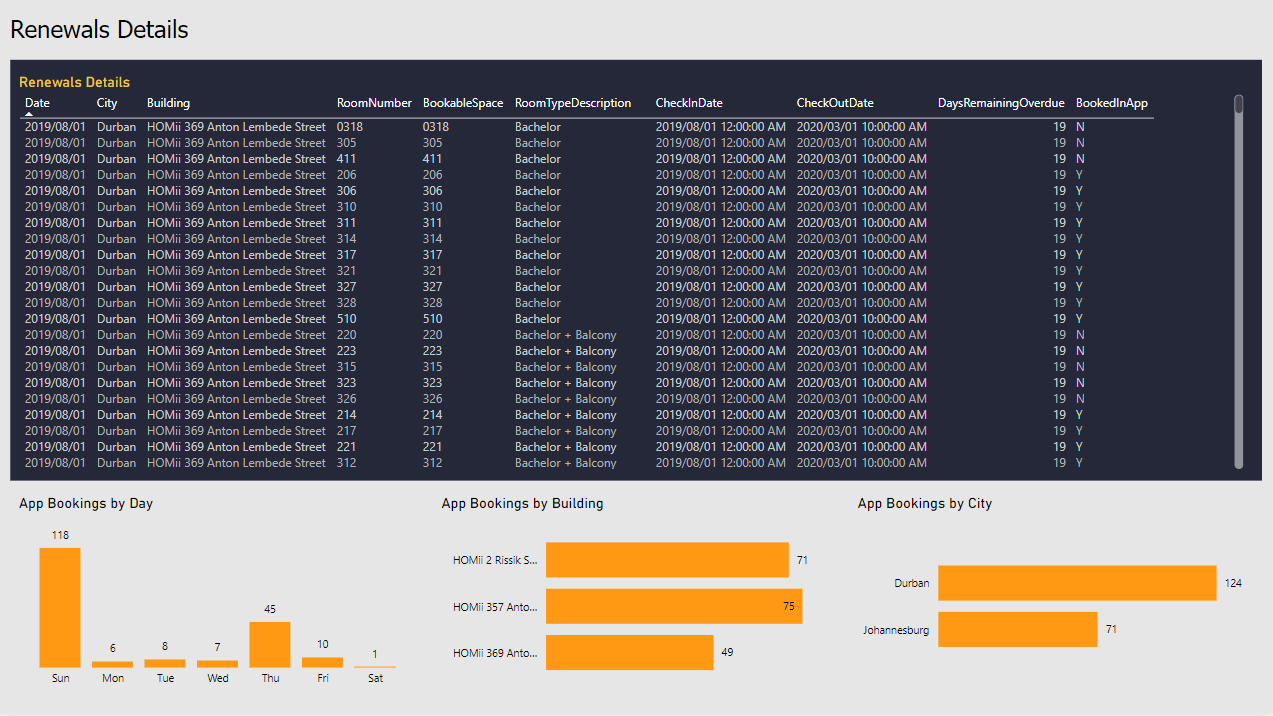 Renewals Details
Renewals Details
Date City Building RoomNumber BookableSpace RoomTypeDescription CheckInDate CheckOutDate DaysRemainingOverdue BookedInApp
2019/08/01 Durban HOMii 369 Anton Lembede Street 0318 0318 Bachelor 2019/08/01 12:00:00 AM 2020/03/01 10:00:00 AM 19 N
2019/08/01 Durban HOMii 369 Anton Lembede Street 305 305 Bachelor 2019/08/01 12:00:00 AM 2020/03/01 10:00:00 AM 19 N
2019/08/01 Durban HOMii 369 Anton Lembede Street 411 411 Bachelor 2019/08/01 12:00:00 AM 2020/03/01 10:00:00 AM 19 N
2019/08/01 Durban HOMii 369 Anton Lembede Street 206 206 Bachelor 2019/08/01 12:00:00 AM 2020/03/01 10:00:00 AM 19 Y
2019/08/01 Durban HOMii 369 Anton Lembede Street 306 306 Bachelor 2019/08/01 12:00:00 AM 2020/03/01 10:00:00 AM 19 Y
2019/08/01 Durban HOMii 369 Anton Lembede Street 310 310 Bachelor 2019/08/01 12:00:00 AM 2020/03/01 10:00:00 AM 19 Y
2019/08/01 Durban HOMii 369 Anton Lembede Street 311 311 Bachelor 2019/08/01 12:00:00 AM 2020/03/01 10:00:00 AM 19 Y
2019/08/01 Durban HOMii 369 Anton Lembede Street 314 314 Bachelor 2019/08/01 12:00:00 AM 2020/03/01 10:00:00 AM 19 Y
2019/08/01 Durban HOMii 369 Anton Lembede Street 317 317 Bachelor 2019/08/01 12:00:00 AM 2020/03/01 10:00:00 AM 19 Y
2019/08/01 Durban HOMii 369 Anton Lembede Street 321 321 Bachelor 2019/08/01 12:00:00 AM 2020/03/01 10:00:00 AM 19 Y
2019/08/01 Durban HOMii 369 Anton Lembede Street 327 327 Bachelor 2019/08/01 12:00:00 AM 2020/03/01 10:00:00 AM 19 Y
2019/08/01 Durban HOMii 369 Anton Lembede Street 328 328 Bachelor 2019/08/01 12:00:00 AM 2020/03/01 10:00:00 AM 19 Y
2019/08/01 Durban HOMii 369 Anton Lembede Street 510 510 Bachelor 2019/08/01 12:00:00 AM 2020/03/01 10:00:00 AM 19 Y
2019/08/01 Durban HOMii 369 Anton Lembede Street 220 220 Bachelor + Balcony 2019/08/01 12:00:00 AM 2020/03/01 10:00:00 AM 19 N
2019/08/01 Durban HOMii 369 Anton Lembede Street 223 223 Bachelor + Balcony 2019/08/01 12:00:00 AM 2020/03/01 10:00:00 AM 19 N
2019/08/01 Durban HOMii 369 Anton Lembede Street 315 315 Bachelor + Balcony 2019/08/01 12:00:00 AM 2020/03/01 10:00:00 AM 19 N
2019/08/01 Durban HOMii 369 Anton Lembede Street 323 323 Bachelor + Balcony 2019/08/01 12:00:00 AM 2020/03/01 10:00:00 AM 19 N
2019/08/01 Durban HOMii 369 Anton Lembede Street 326 326 Bachelor + Balcony 2019/08/01 12:00:00 AM 2020/03/01 10:00:00 AM 19 N
2019/08/01 Durban HOMii 369 Anton Lembede Street 214 214 Bachelor + Balcony 2019/08/01 12:00:00 AM 2020/03/01 10:00:00 AM 19 Y
2019/08/01 Durban HOMii 369 Anton Lembede Street 217 217 Bachelor + Balcony 2019/08/01 12:00:00 AM 2020/03/01 10:00:00 AM 19 Y
2019/08/01 Durban HOMii 369 Anton Lembede Street 221 221 Bachelor + Balcony 2019/08/01 12:00:00 AM 2020/03/01 10:00:00 AM 19 Y
2019/08/01 Durban HOMii 369 Anton Lembede Street 312 312 Bachelor + Balcony 2019/08/01 12:00:00 AM 2020/03/01 10:00:00 AM 19 Y
App Bookings by Day
118 6 8 7 45 10 1
Sun Mon Tue Wed Thu Fri Sat
App Bookings by Building
HOMii 2 Rissik S... 71
HOMii 357 Anto... 75
HOMii 369 Anto... 49
App Bookings by City
Durban 124
Johannesburg 71